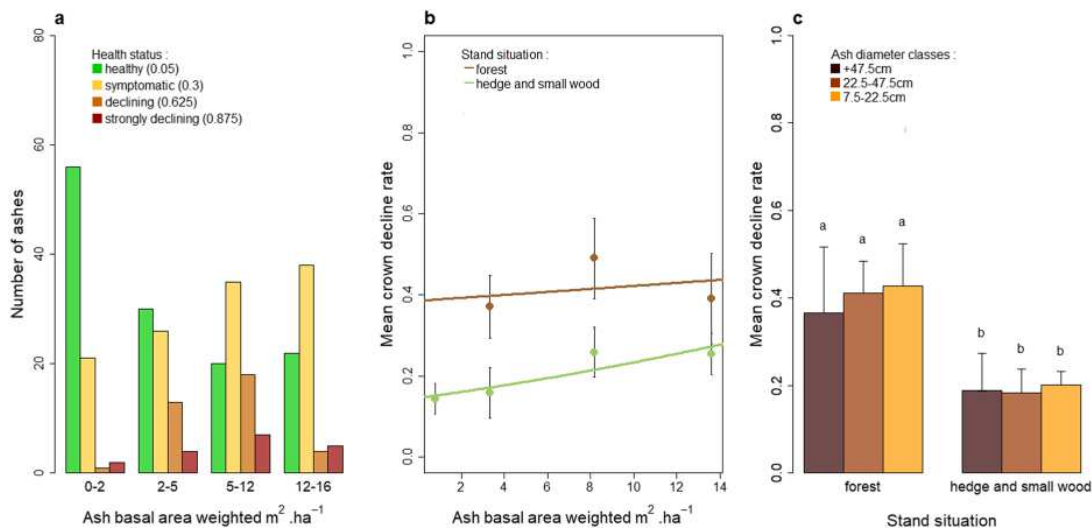 a
80
60
40
20
0
Number of ashes
Health status :
healthy (0.05)
symptomatic (0.3)
declining (0.625)
strongly declining (0.875)
0-2 2-5 5-12 12-16
Ash basal area weighted m² .ha⁻¹
b
1.0
0.8
0.6
0.4
0.2
0.0
Mean crown decline rate
Stand situation :
forest
hedge and small wood
2 4 6 8 10 12 14
Ash basal area weighted m² .ha⁻¹
c
1.0
0.8
0.6
0.4
0.2
0.0
Mean crown decline rate
Ash diameter classes :
+47.5cm
22.5-47.5cm
7.5-22.5cm
a a a
b b b
forest hedge and small wood
Stand situation